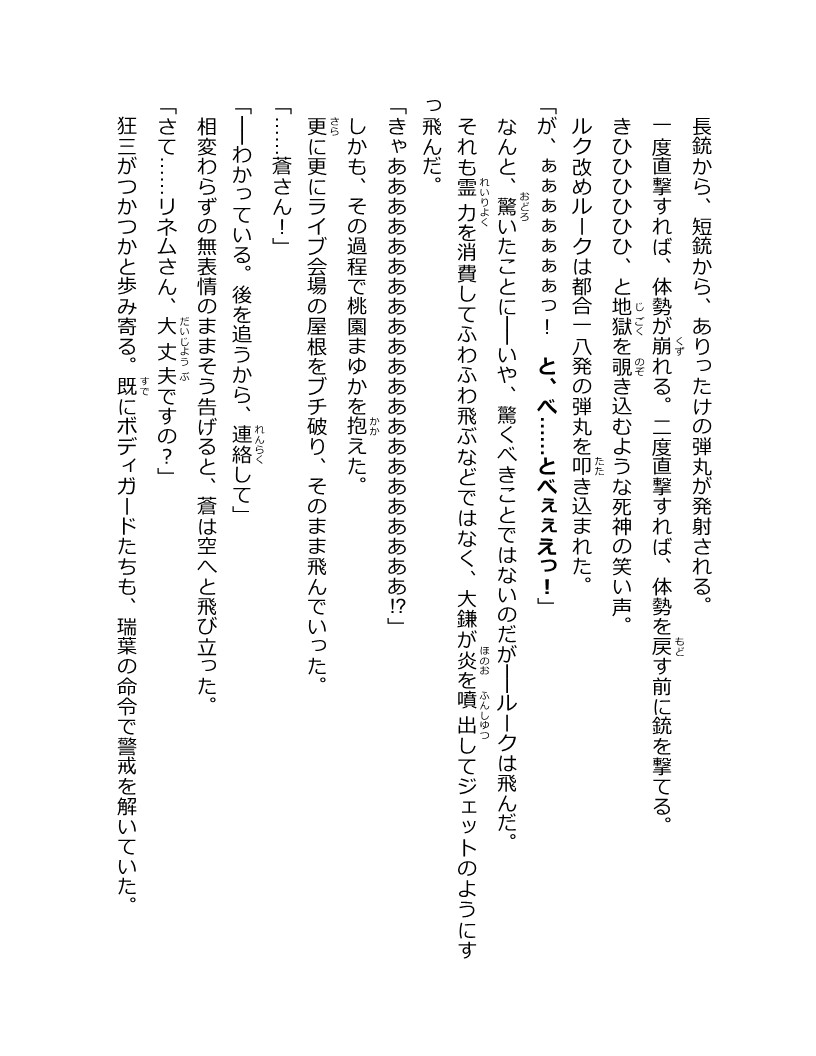 長銃から、短銃から、ありったけの弾丸が発射される。
一度直撃すれば、体勢が崩れる。二度直撃すれば、体勢を戻す前に銃を撃てる。
きひひひひひひ、と地獄を覗き込むような死神の笑い声。
ルク改めルークは都合一八発の弾丸を叩き込まれた。
「が、ぁぁぁぁぁぁぁっ！　と、べ……とべぇぇえっ！」
なんと、驚いたことに──いや、驚くべきことではないのだが──ルークは飛んだ。
それも霊力を消費してふわふわ飛ぶなどではなく、大鎌が炎を噴出してジェットのようにす
っ飛んだ。
「きゃああああああああああああああああああああああ!?」
しかも、その過程で桃園まゆかを抱えた。
更に更にライブ会場の屋根をブチ破り、そのまま飛んでいった。
「……蒼さん！」
「──わかっている。後を追うから、連絡して」
相変わらずの無表情のままそう告げると、蒼は空へと飛び立った。
「さて……リネムさん、大丈夫ですの？」
狂三がつかつかと歩み寄る。既にボディガードたちも、瑞葉の命令で警戒を解いていた。